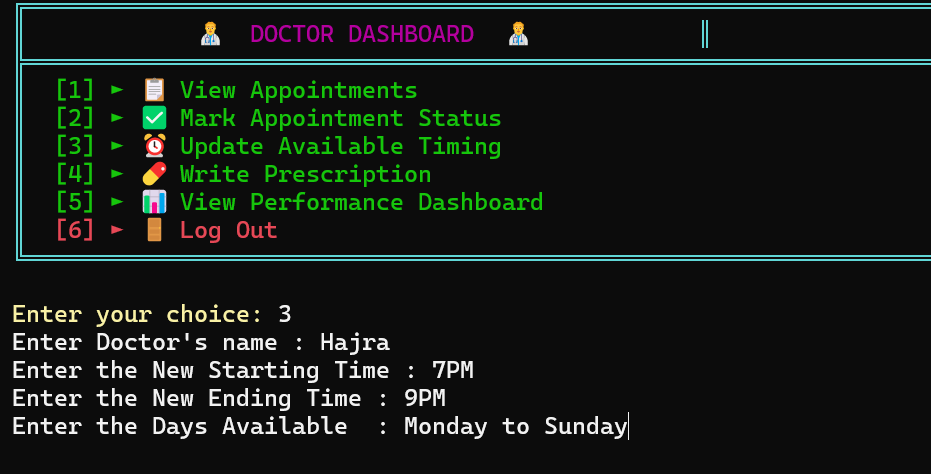 DOCTOR DASHBOARD
[1] ► View Appointments
[2] ► Mark Appointment Status
[3] ► Update Available Timing
[4] ► Write Prescription
[5] ► View Performance Dashboard
[6] ► Log Out
Enter your choice: 3
Enter Doctor's name : Hajra
Enter the New Starting Time : 7PM
Enter the New Ending Time : 9PM
Enter the Days Available  : Monday to Sunday